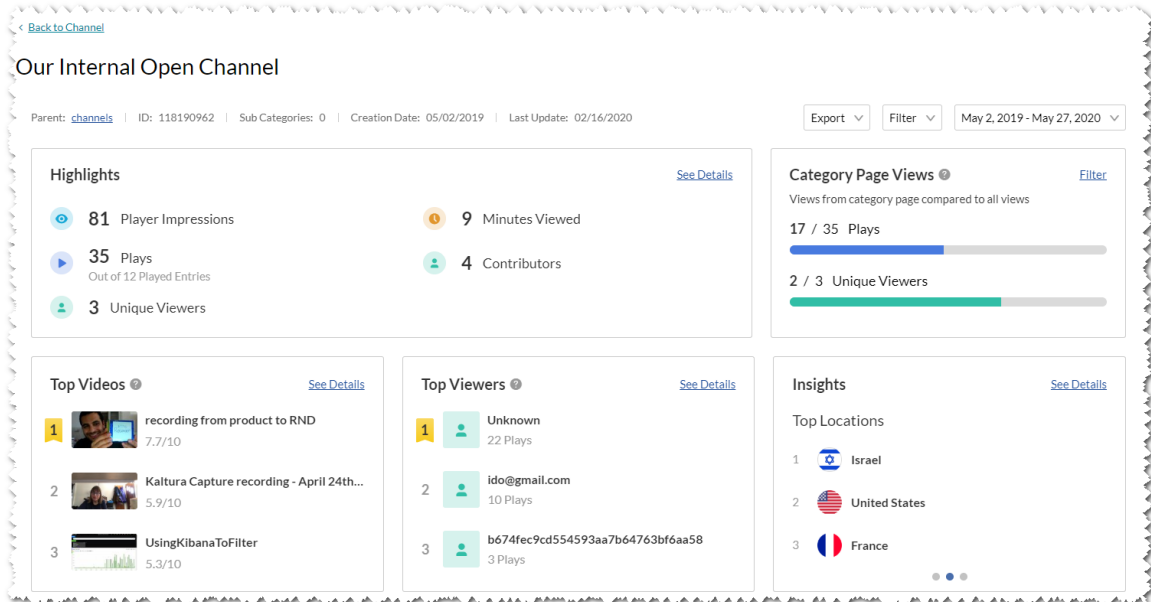 ‹ Back to Channel
Our Internal Open Channel
Parent: channels | ID: 118190962 | Sub Categories: 0 | Creation Date: 05/02/2019 | Last Update: 02/16/2020
Export
Filter
May 2, 2019 - May 27, 2020
Highlights
See Details
81 Player Impressions
9 Minutes Viewed
35 Plays
Out of 12 Played Entries
4 Contributors
3 Unique Viewers
Category Page Views ?
Filter
Views from category page compared to all views
17 / 35 Plays
2 / 3 Unique Viewers
Top Videos ?
See Details
1
recording from product to RND
7.7/10
2
Kaltura Capture recording - April 24th...
5.9/10
3
UsingKibanaToFilter
5.3/10
Top Viewers ?
See Details
1
Unknown
22 Plays
2
ido@gmail.com
10 Plays
3
b674fec9cd554593aa7b64763bf6aa58
3 Plays
Insights
See Details
Top Locations
1 Israel
2 United States
3 France